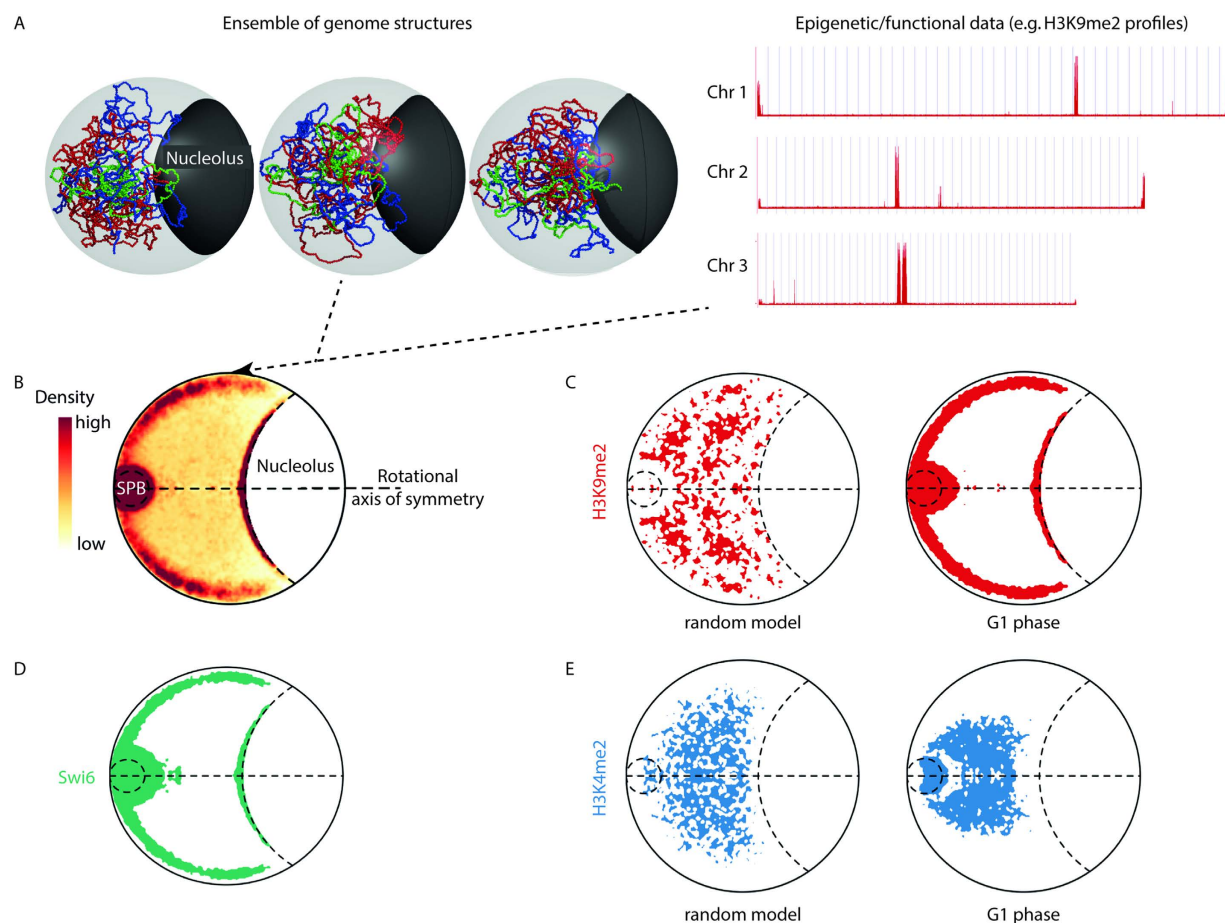 A
Ensemble of genome structures
Epigenetic/functional data (e.g. H3K9me2 profiles)
Nucleolus
Chr 1
Chr 2
Chr 3
B
Density
high
low
SPB
Nucleolus
Rotational
axis of symmetry
C
H3K9me2
random model
G1 phase
D
Swi6
E
H3K4me2
random model
G1 phase